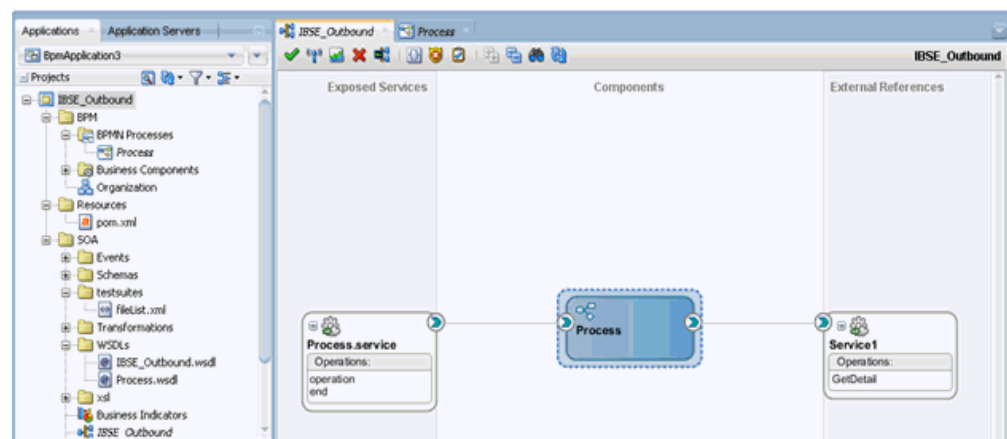 Applications
Application Servers
IBSE_Outbound
Process
BpmApplication3
IBSE_Outbound
Projects
Exposed Services
Components
External References
IBSE_Outbound
BPM
BPMN Processes
Process
Business Components
Organization
Resources
pom.xml
SOA
Events
Schemas
testsuites
fileList.xml
Transformations
WSDLs
IBSE_Outbound.wsdl
Process.wsdl
xsl
Business Indicators
IBSE_Outbound
Process.service
Operations:
operation
end
Process
Service1
Operations:
GetDetail